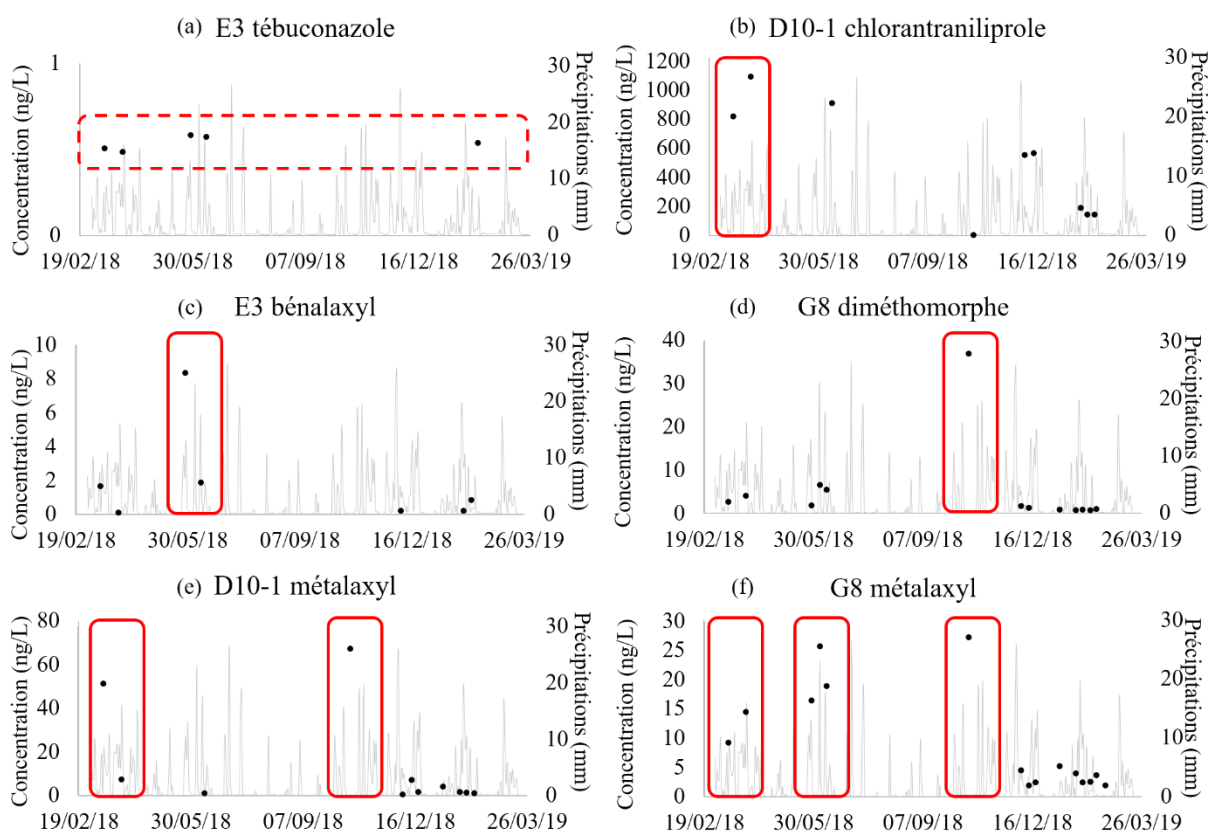 (a) E3 tébuconazole
Concentration (ng/L)
1
0
30
20
10
0
Précipitations (mm)
19/02/18 30/05/18 07/09/18 16/12/18 26/03/19
(b) D10-1 chlorantraniliprole
Concentration (ng/L)
1200
1000
800
600
400
200
0
30
20
10
0
Précipitations (mm)
19/02/18 30/05/18 07/09/18 16/12/18 26/03/19
(c) E3 bénalaxyl
Concentration (ng/L)
10
8
6
4
2
0
30
20
10
0
Précipitations (mm)
19/02/18 30/05/18 07/09/18 16/12/18 26/03/19
(d) G8 diméthomorphe
Concentration (ng/L)
40
30
20
10
0
30
20
10
0
Précipitations (mm)
19/02/18 30/05/18 07/09/18 16/12/18 26/03/19
(e) D10-1 métalaxyl
Concentration (ng/L)
80
60
40
20
0
30
20
10
0
Précipitations (mm)
19/02/18 30/05/18 07/09/18 16/12/18 26/03/19
(f) G8 métalaxyl
Concentration (ng/L)
30
25
20
15
10
5
0
30
20
10
0
Précipitations (mm)
19/02/18 30/05/18 07/09/18 16/12/18 26/03/19